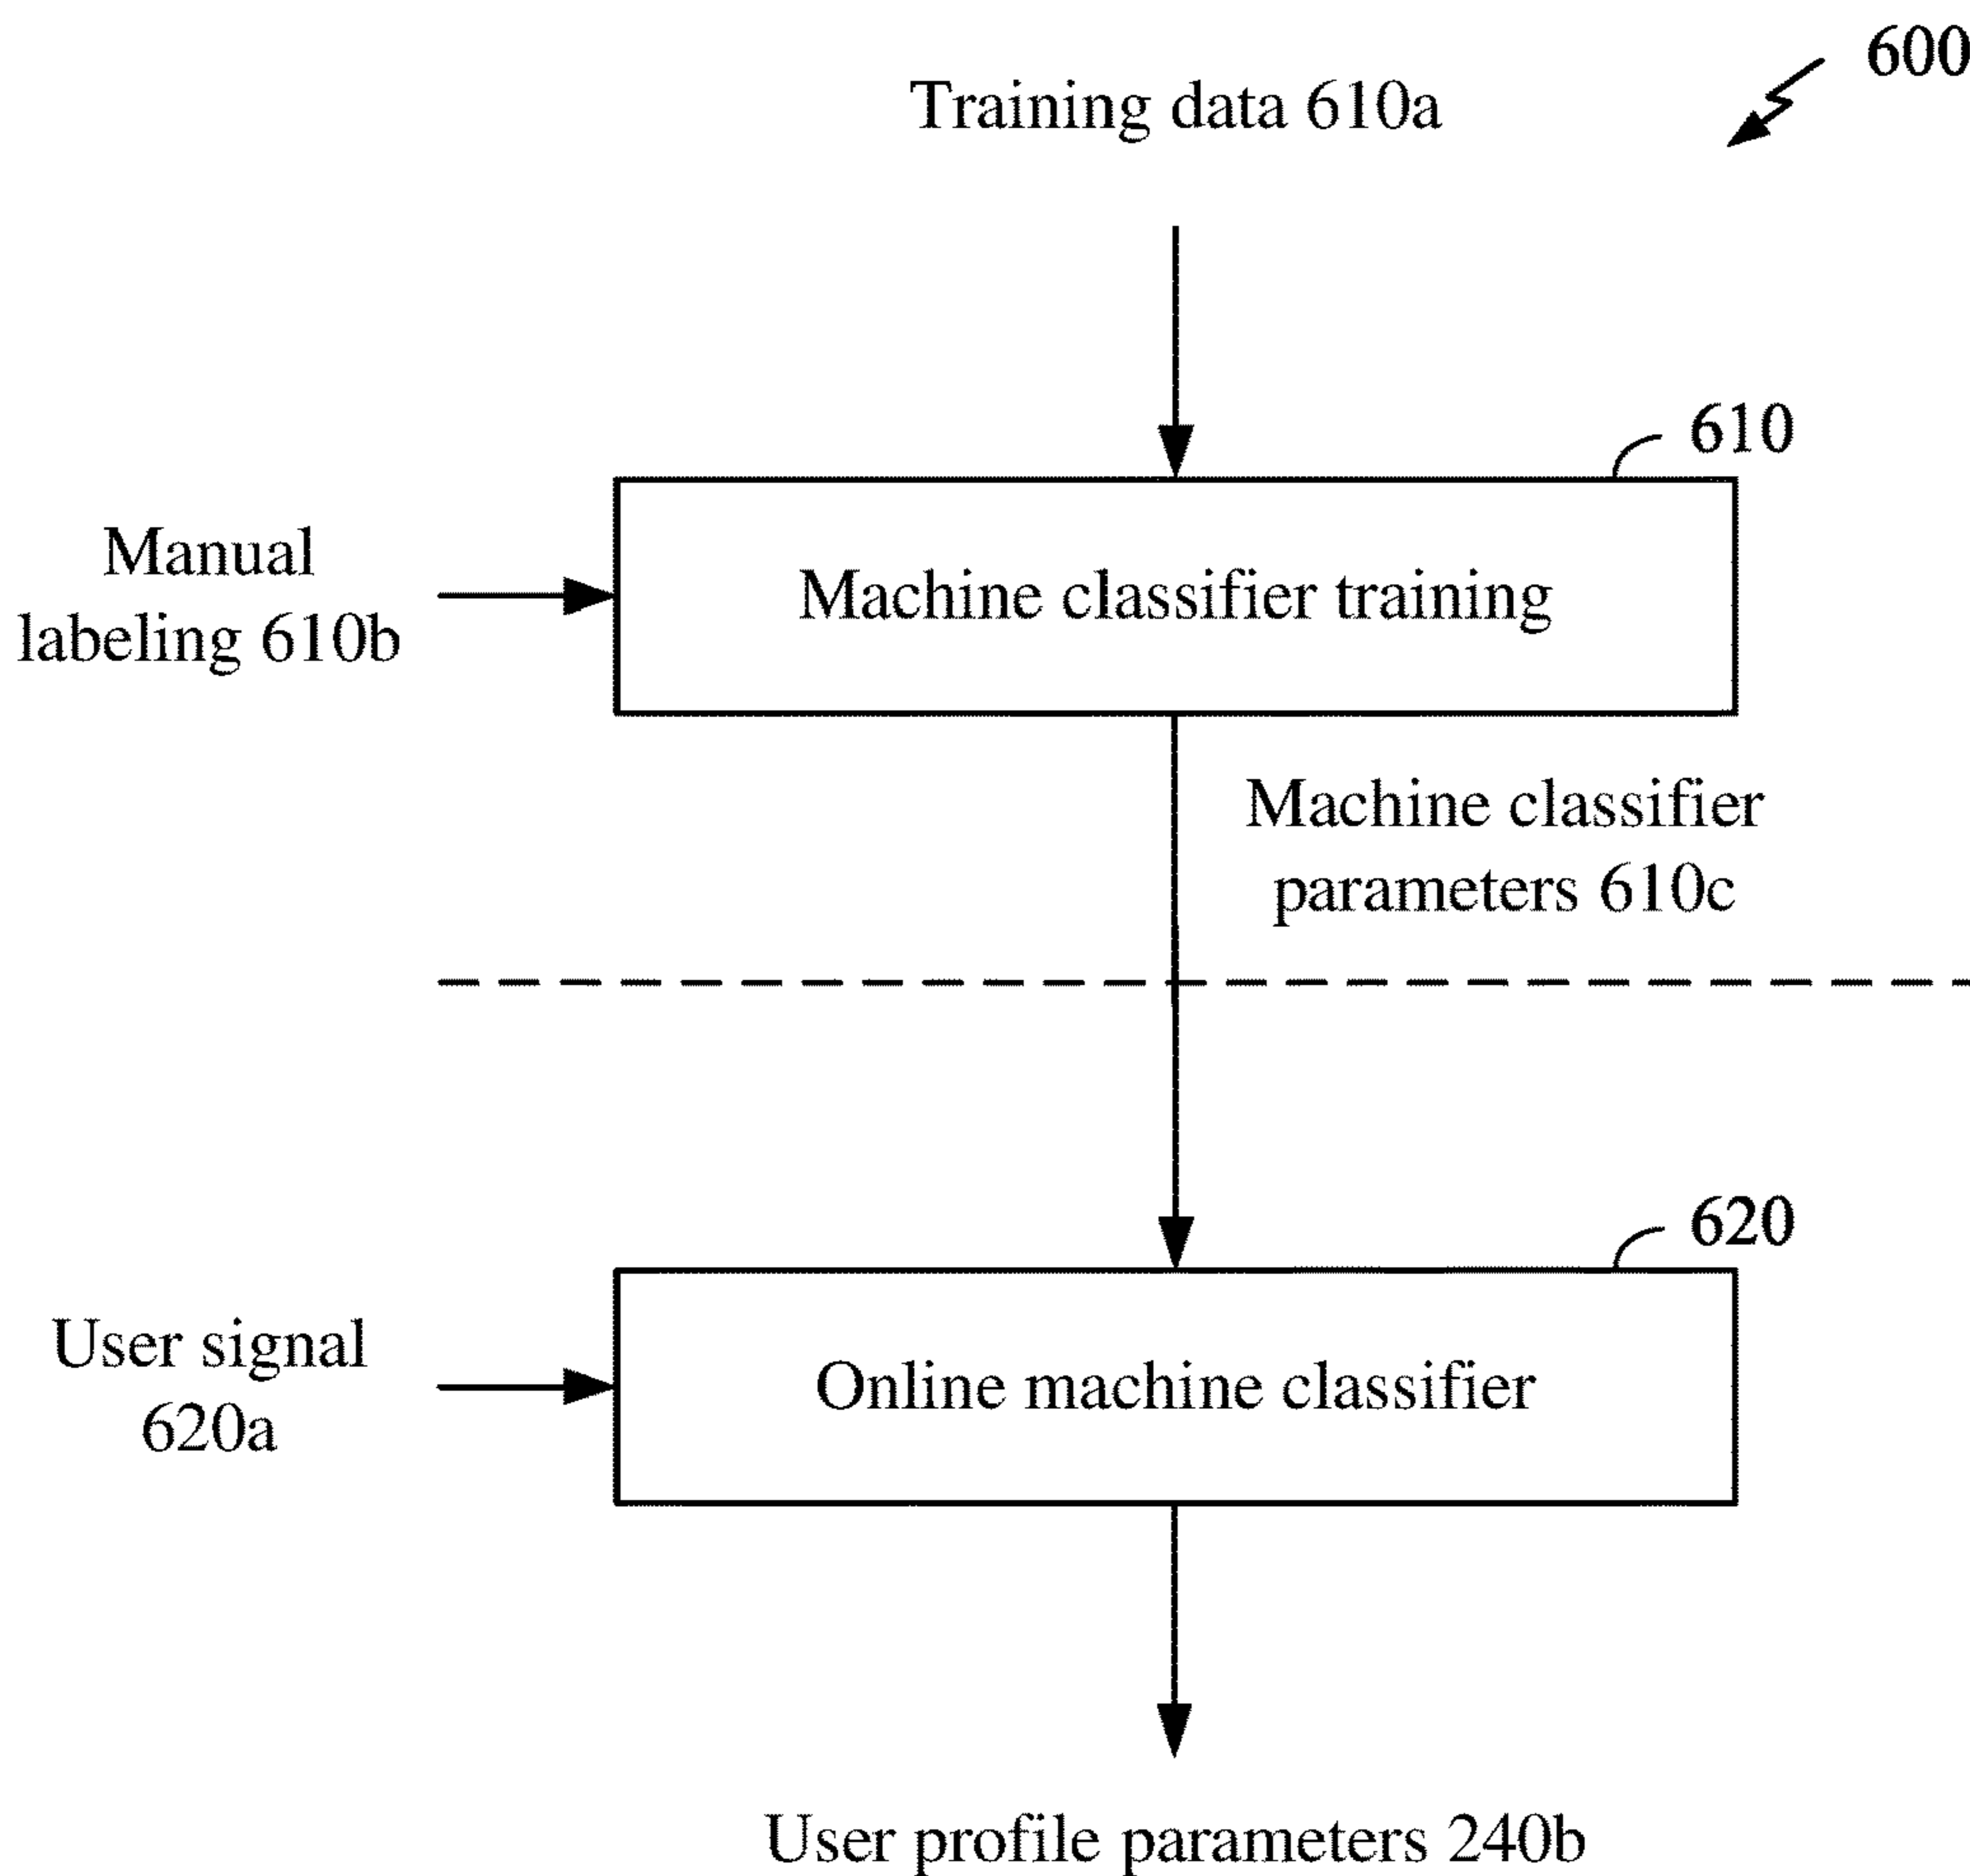 600
Training data 610a
610
Manual
labeling 610b
Machine classifier training
Machine classifier
parameters 610c
620
User signal
620a
Online machine classifier
User profile parameters 240b